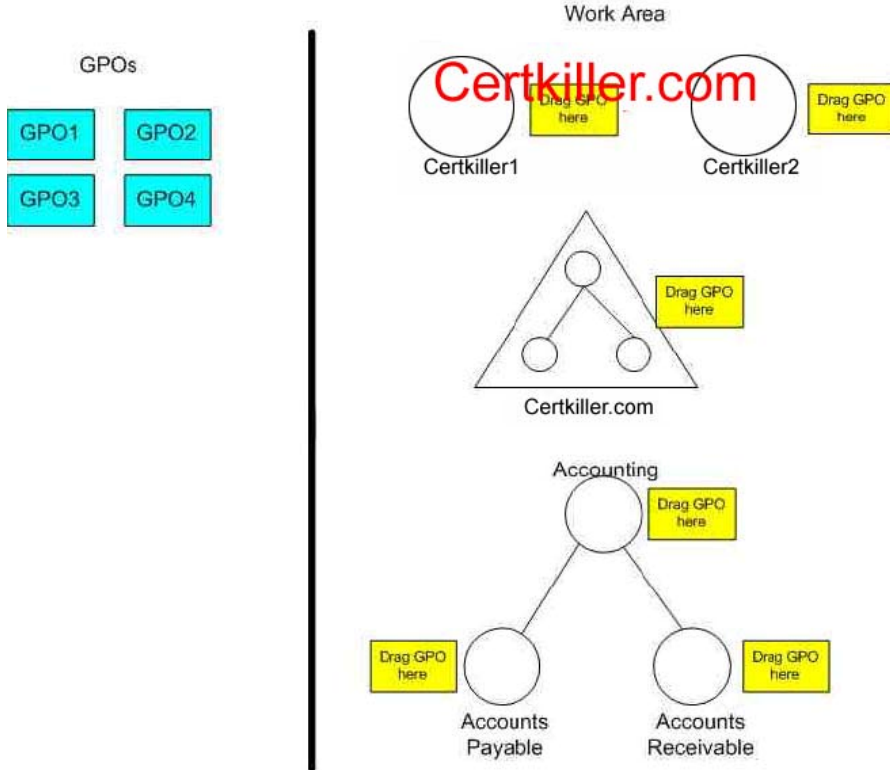 Work Area
GPOs
GPO1
GPO2
GPO3
GPO4
Certkiller.com
Drag GPO
here
Drag GPO
here
Certkiller1
Certkiller2
Drag GPO
here
Certkiller.com
Accounting
Drag GPO
here
Drag GPO
here
Drag GPO
here
Accounts
Payable
Accounts
Receivable